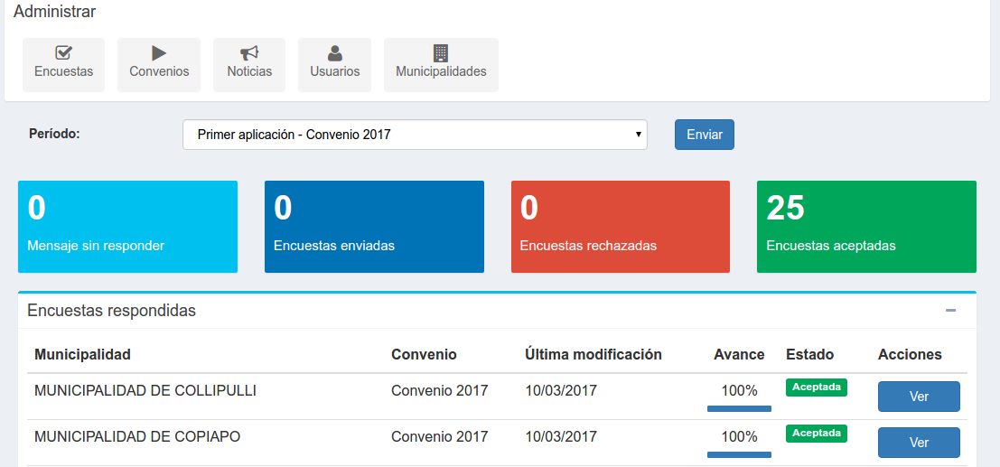 Administrar
Encuestas Convenios Noticias Usuarios Municipalidades
Período: Primer aplicación - Convenio 2017 Enviar
0 0 0 25
Mensaje sin responder Encuestas enviadas Encuestas rechazadas Encuestas aceptadas
Encuestas respondidas
Municipalidad Convenio Última modificación Avance Estado Acciones
MUNICIPALIDAD DE COLLIPULLI Convenio 2017 10/03/2017 100% Aceptada Ver
MUNICIPALIDAD DE COPIAPO Convenio 2017 10/03/2017 100% Aceptada Ver